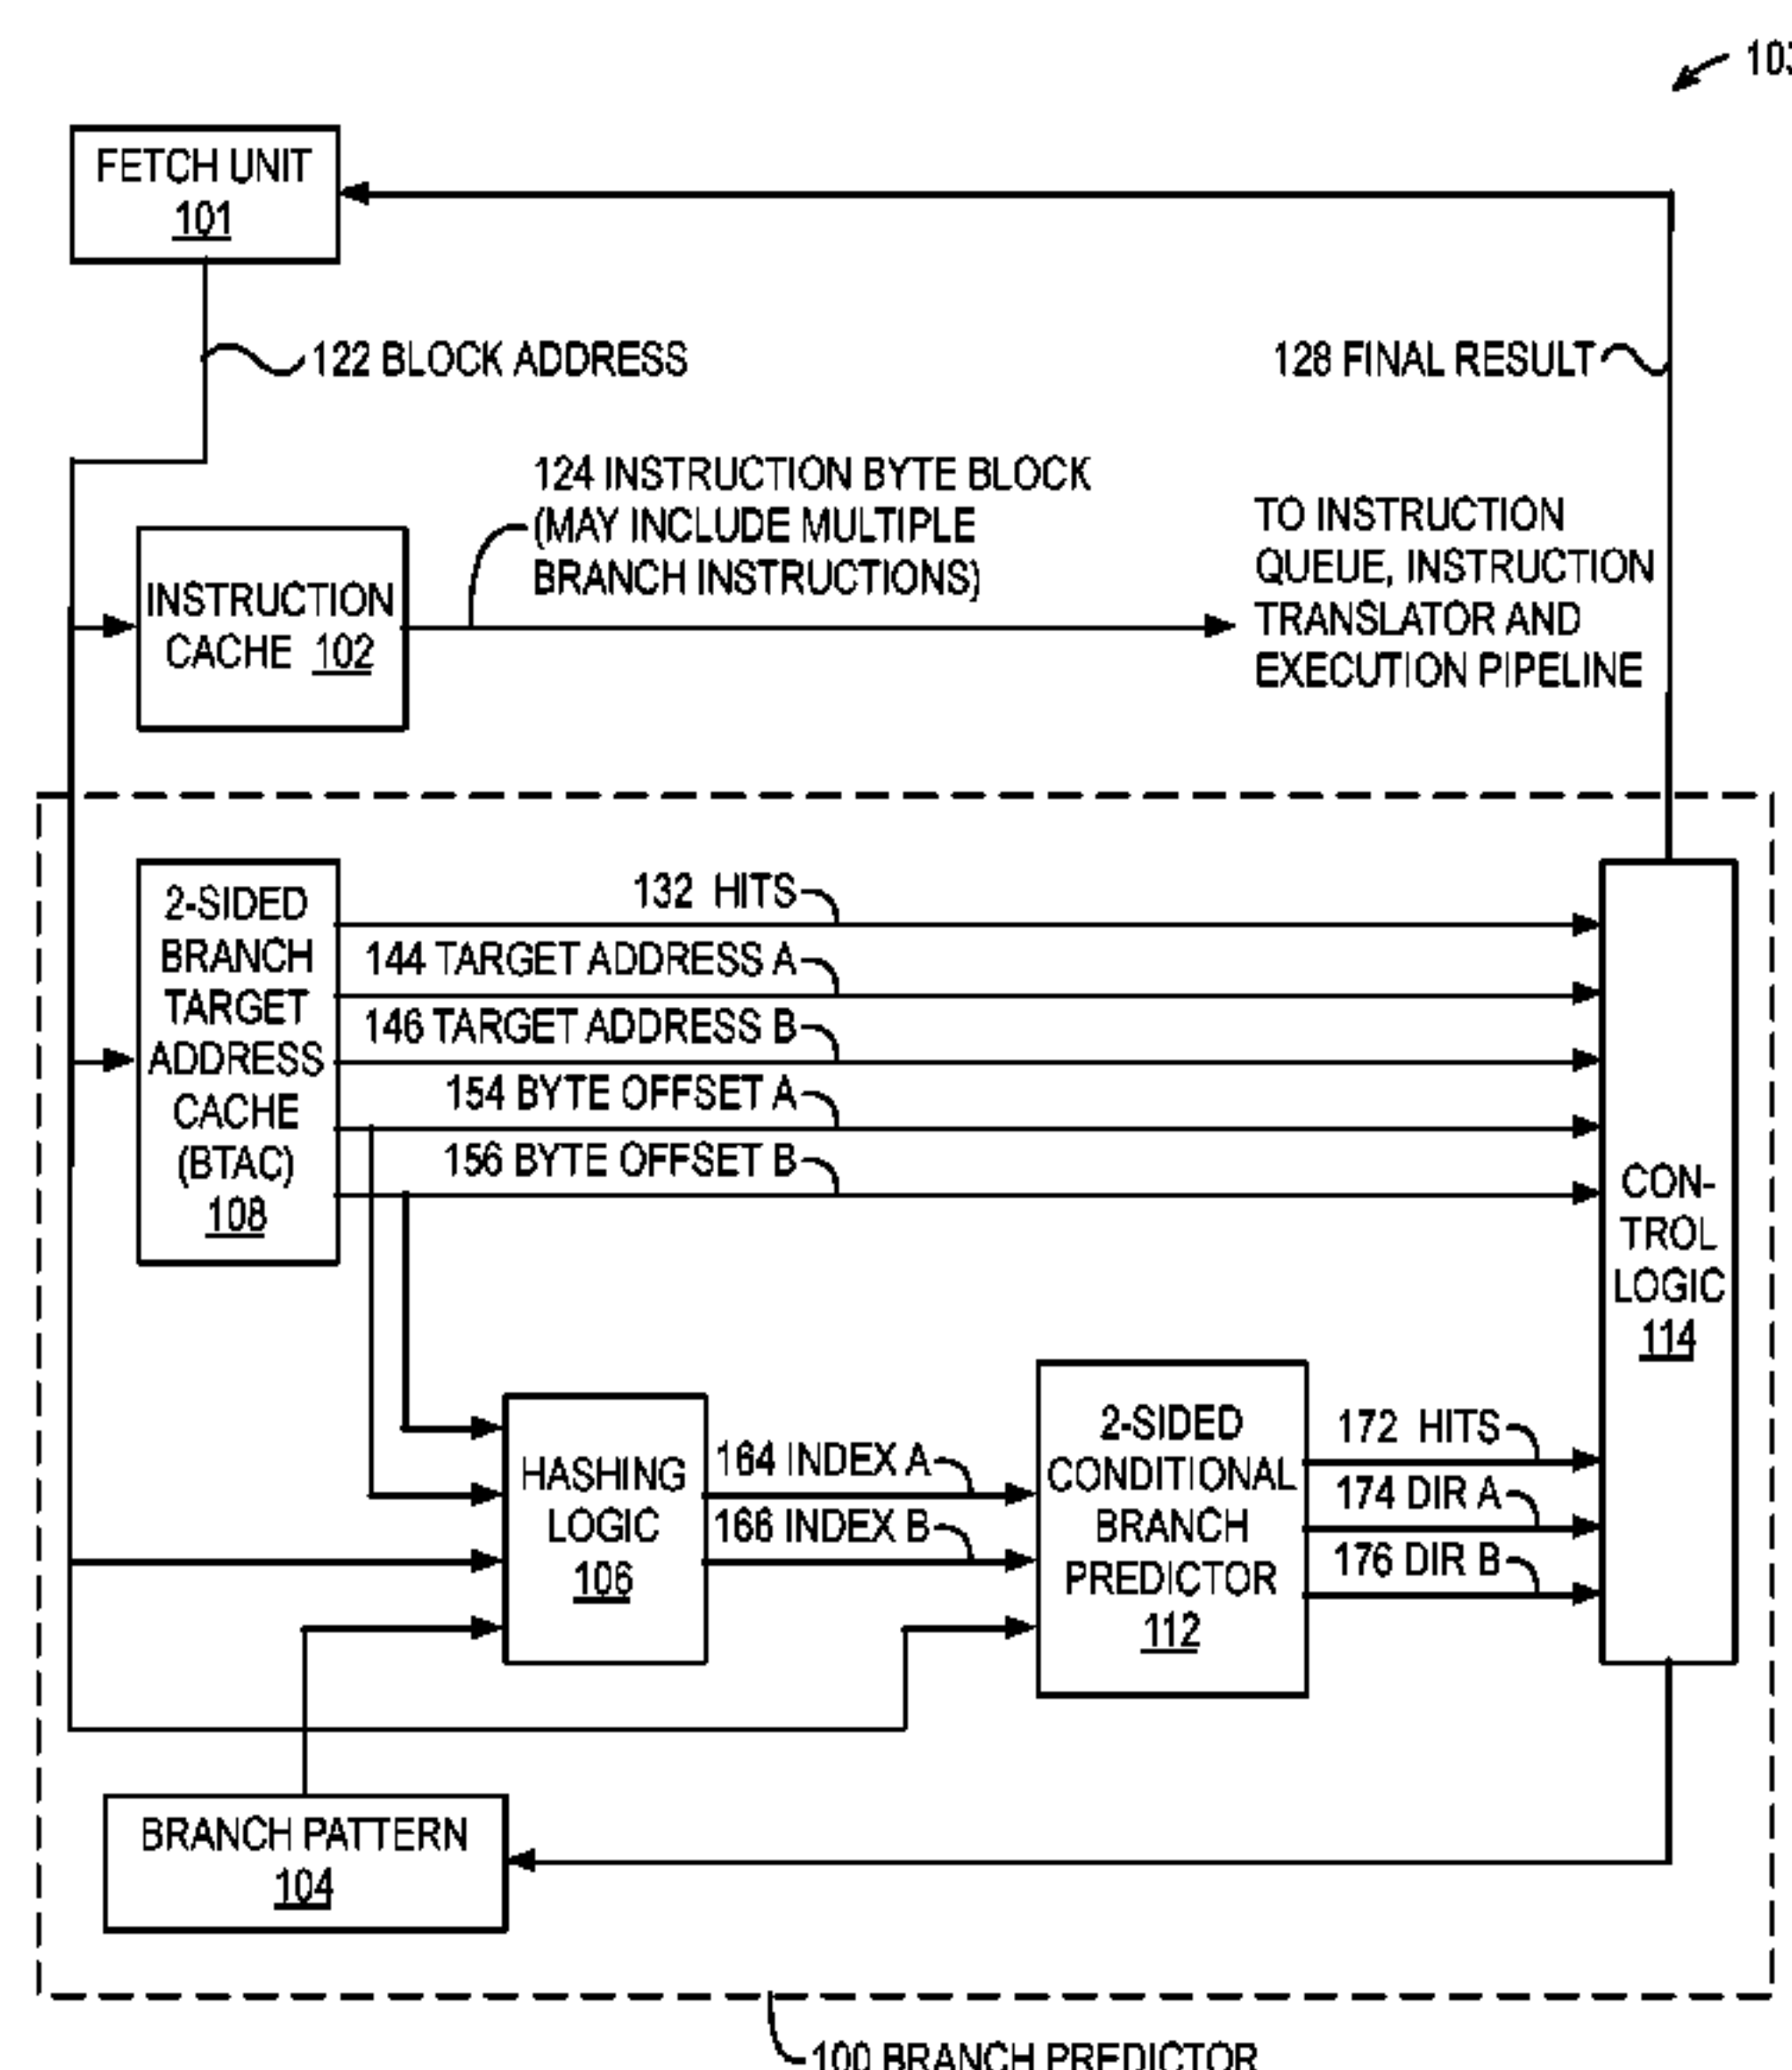 103
FETCH UNIT
101
122 BLOCK ADDRESS
128 FINAL RESULT
124 INSTRUCTION BYTE BLOCK
(MAY INCLUDE MULTIPLE
BRANCH INSTRUCTIONS)
TO INSTRUCTION
QUEUE, INSTRUCTION
TRANSLATOR AND
EXECUTION PIPELINE
INSTRUCTION
CACHE 102
2-SIDED
BRANCH
TARGET
ADDRESS
CACHE
(BTAC)
108
132 HITS
144 TARGET ADDRESS A
146 TARGET ADDRESS B
154 BYTE OFFSET A
156 BYTE OFFSET B
CON-
TROL
LOGIC
114
HASHING
LOGIC
106
164 INDEX A
166 INDEX B
2-SIDED
CONDITIONAL
BRANCH
PREDICTOR
112
172 HITS
174 DIR A
176 DIR B
BRANCH PATTERN
104
100 BRANCH PREDICTOR